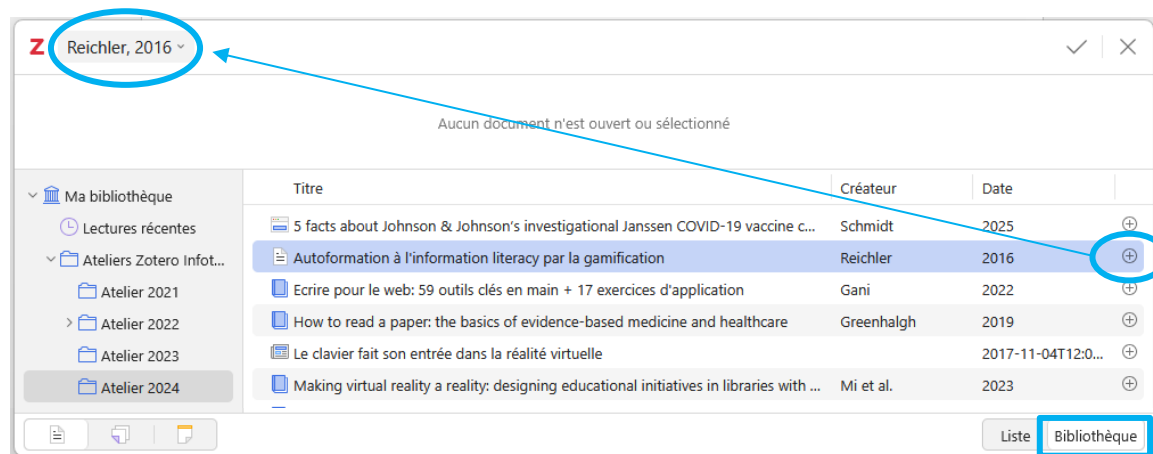 Z Reichler, 2016
Aucun document n'est ouvert ou sélectionné
Ma bibliothèque
Lectures récentes
Ateliers Zotero Infot...
Atelier 2021
Atelier 2022
Atelier 2023
Atelier 2024
Titre Créateur Date
5 facts about Johnson & Johnson's investigational Janssen COVID-19 vaccine c... Schmidt 2025
Autoformation à l'information literacy par la gamification Reichler 2016
Ecrire pour le web: 59 outils clés en main + 17 exercices d'application Gani 2022
How to read a paper: the basics of evidence-based medicine and healthcare Greenhalgh 2019
Le clavier fait son entrée dans la réalité virtuelle 2017-11-04T12:0...
Making virtual reality a reality: designing educational initiatives in libraries with ... Mi et al. 2023
Liste Bibliothèque